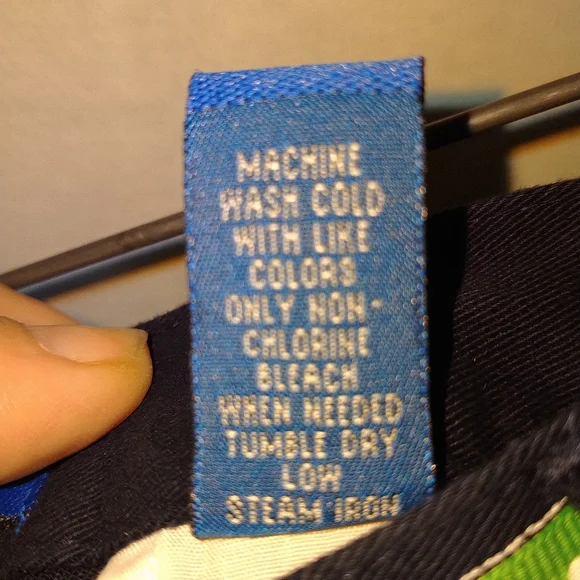 MACHINE
WASH COLD
WITH LIKE
COLORS
ONLY NON-
CHLORINE
BLEACH
WHEN NEEDED
TUMBLE DRY
LOW
STEAM IRON